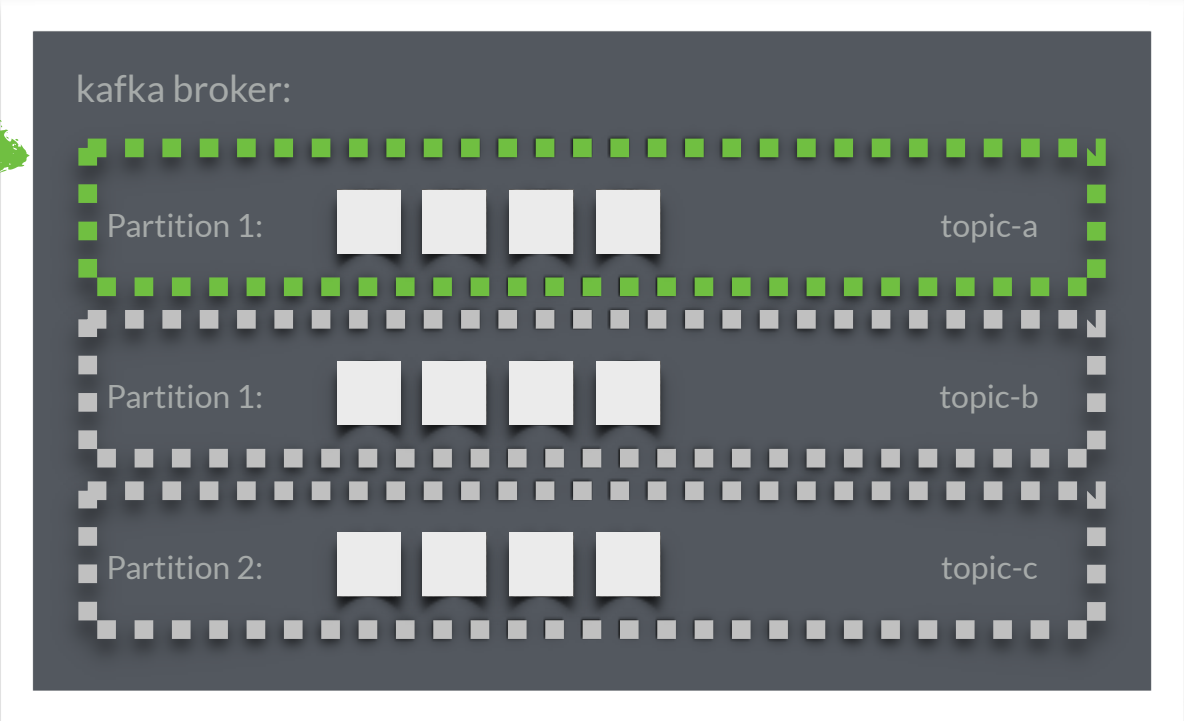 kafka broker:
Partition 1: topic-a
Partition 1: topic-b
Partition 2: topic-c